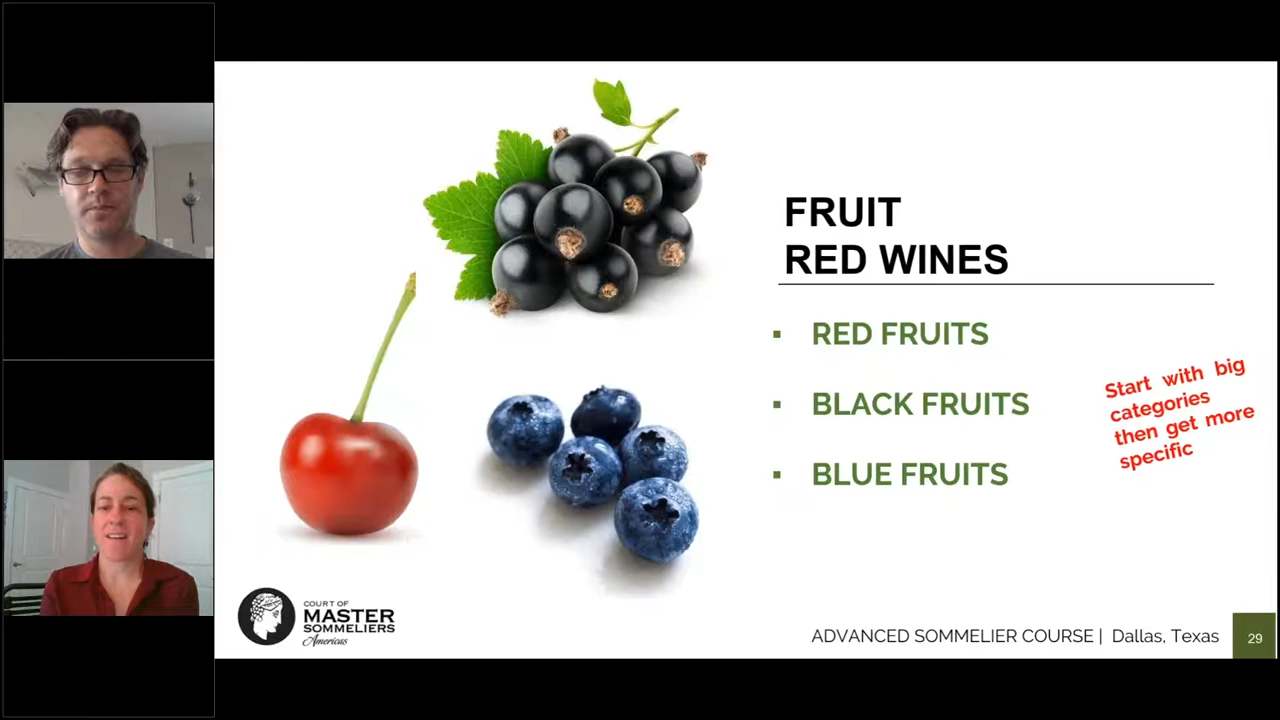 FRUIT
RED WINES
▪ RED FRUITS
▪ BLACK FRUITS
▪ BLUE FRUITS
Start with big
categories
then get more
specific
COURT OF
MASTER
SOMMELIERS
Americas
ADVANCED SOMMELIER COURSE | Dallas, Texas
29